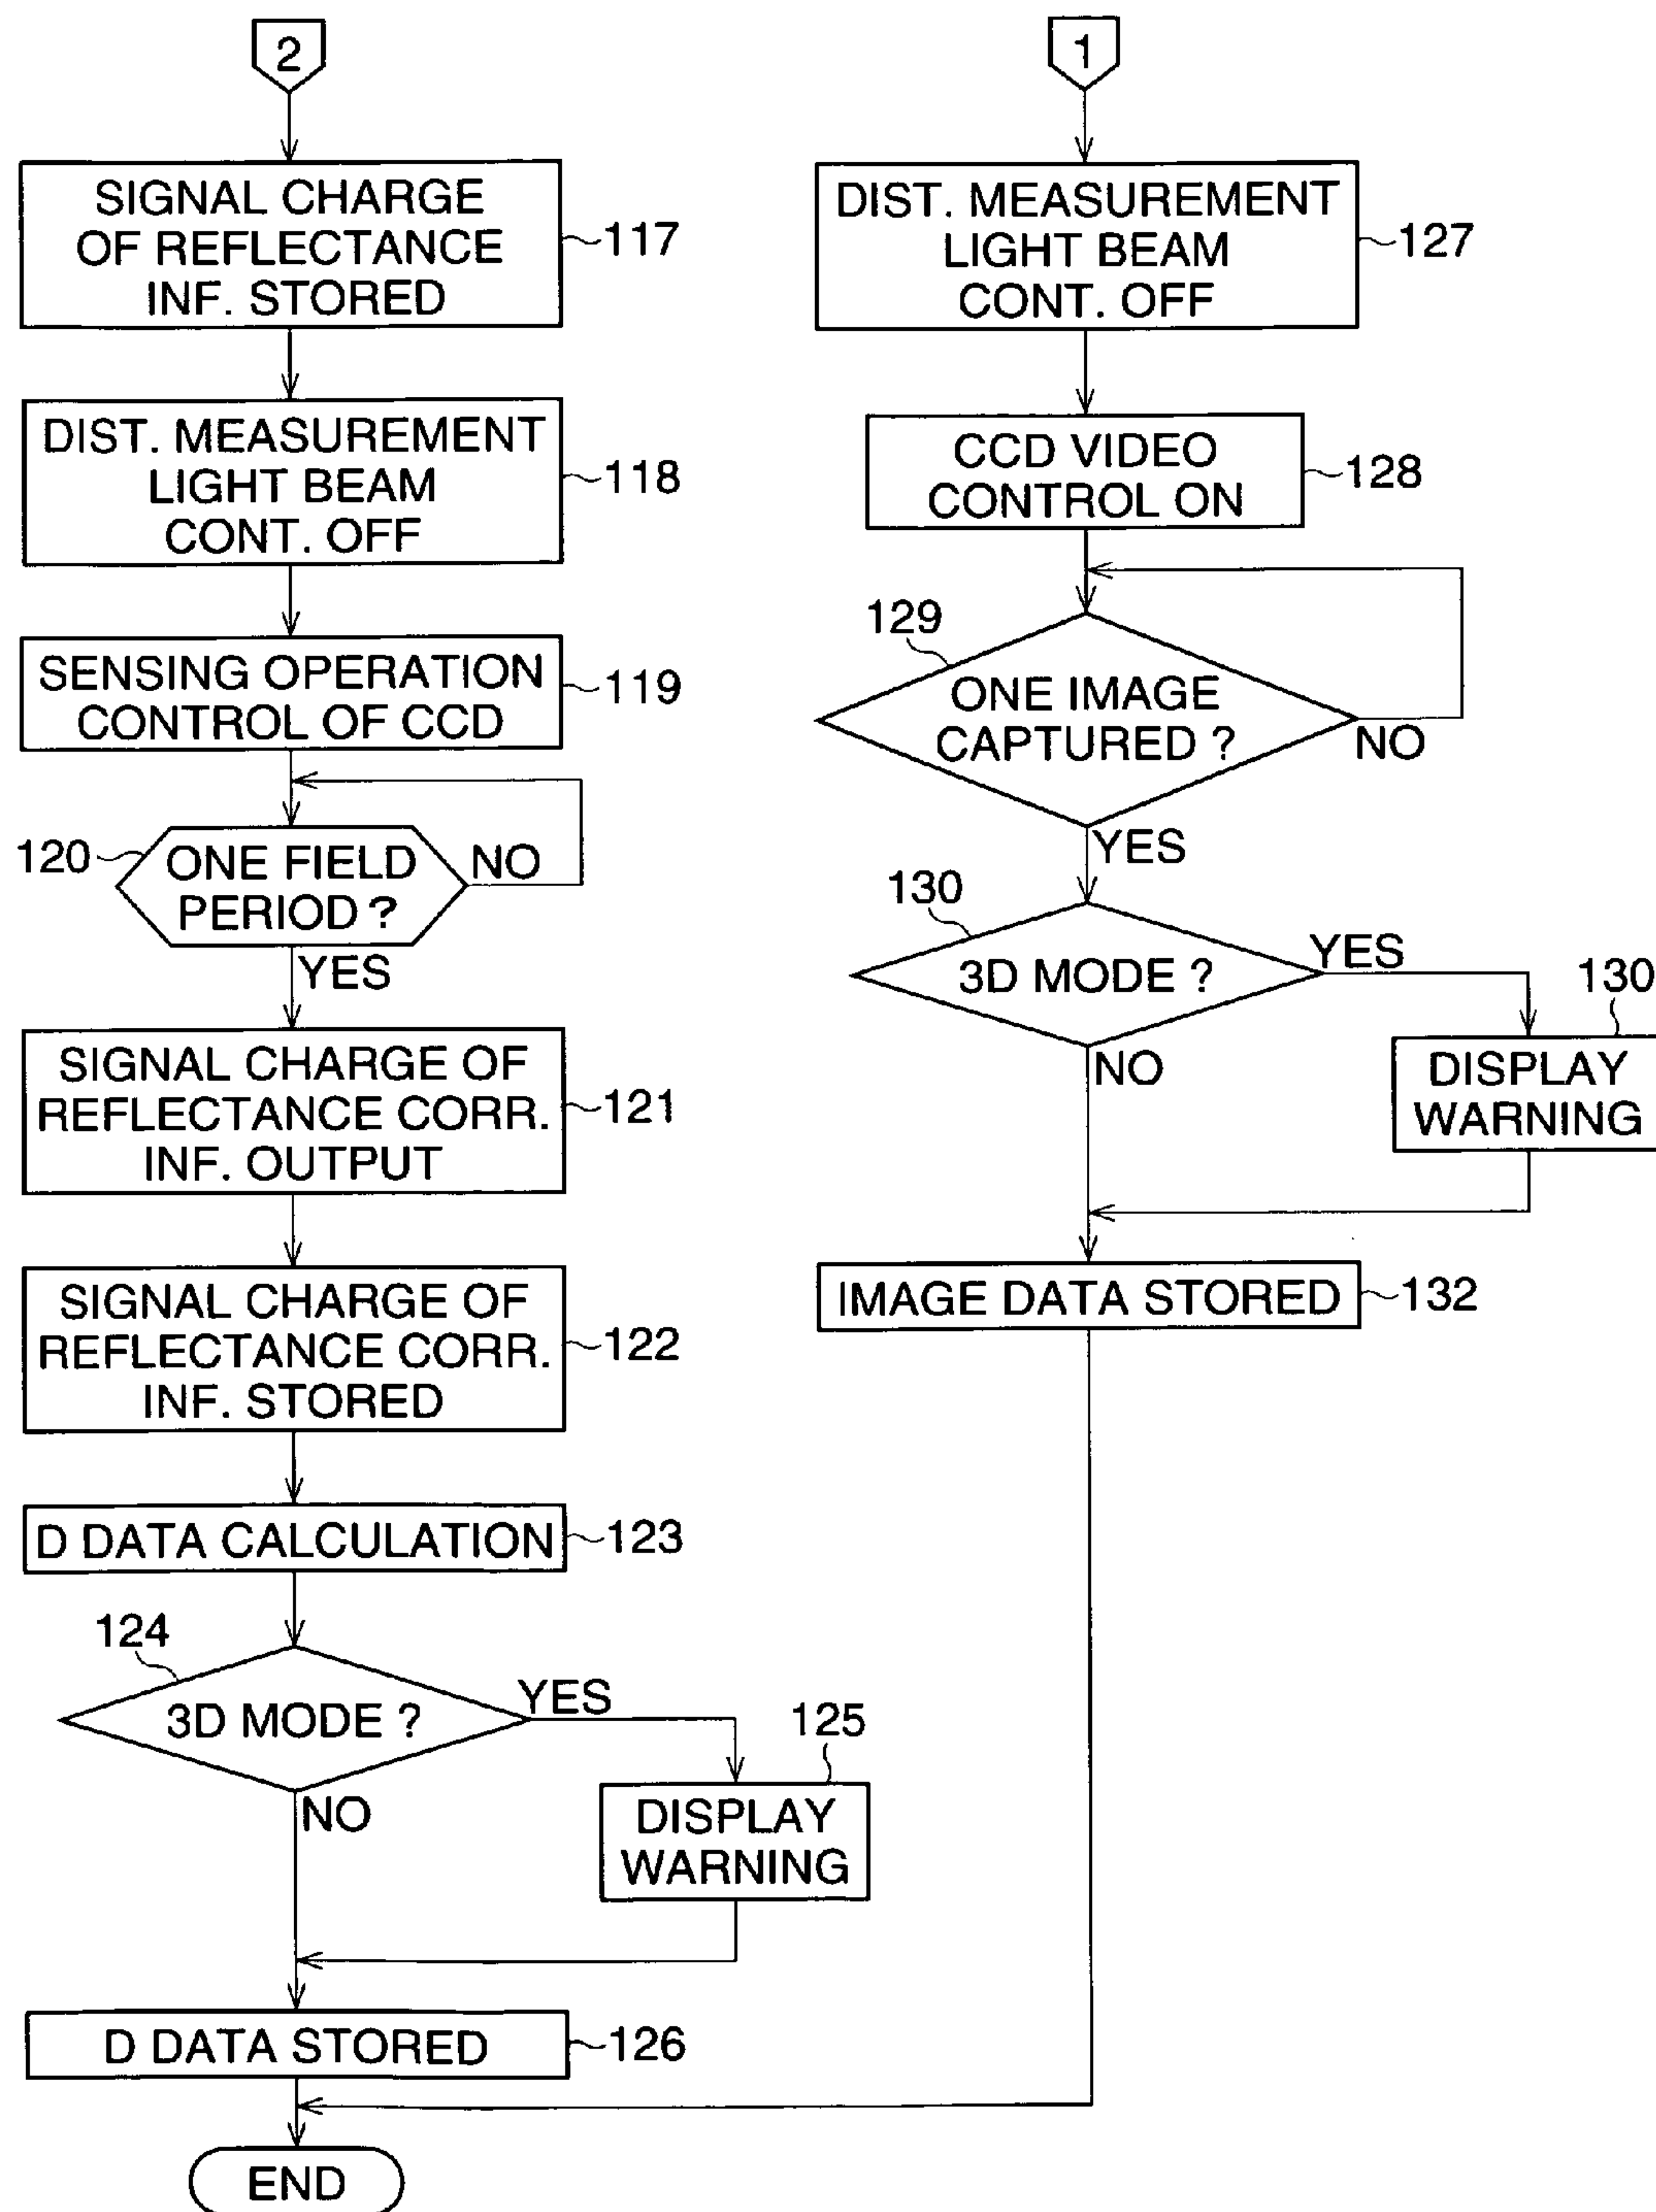 2
SIGNAL CHARGE
OF REFLECTANCE
INF. STORED
117
DIST. MEASUREMENT
LIGHT BEAM
CONT. OFF
118
SENSING OPERATION
CONTROL OF CCD
119
120
ONE FIELD
PERIOD ?
NO
YES
SIGNAL CHARGE OF
REFLECTANCE CORR.
INF. OUTPUT
121
SIGNAL CHARGE OF
REFLECTANCE CORR.
INF. STORED
122
D DATA CALCULATION
123
124
3D MODE ?
YES
NO
125
DISPLAY
WARNING
D DATA STORED
126
END
1
DIST. MEASUREMENT
LIGHT BEAM
CONT. OFF
127
CCD VIDEO
CONTROL ON
128
129
ONE IMAGE
CAPTURED ?
NO
YES
130
3D MODE ?
YES
NO
130
DISPLAY
WARNING
IMAGE DATA STORED
132